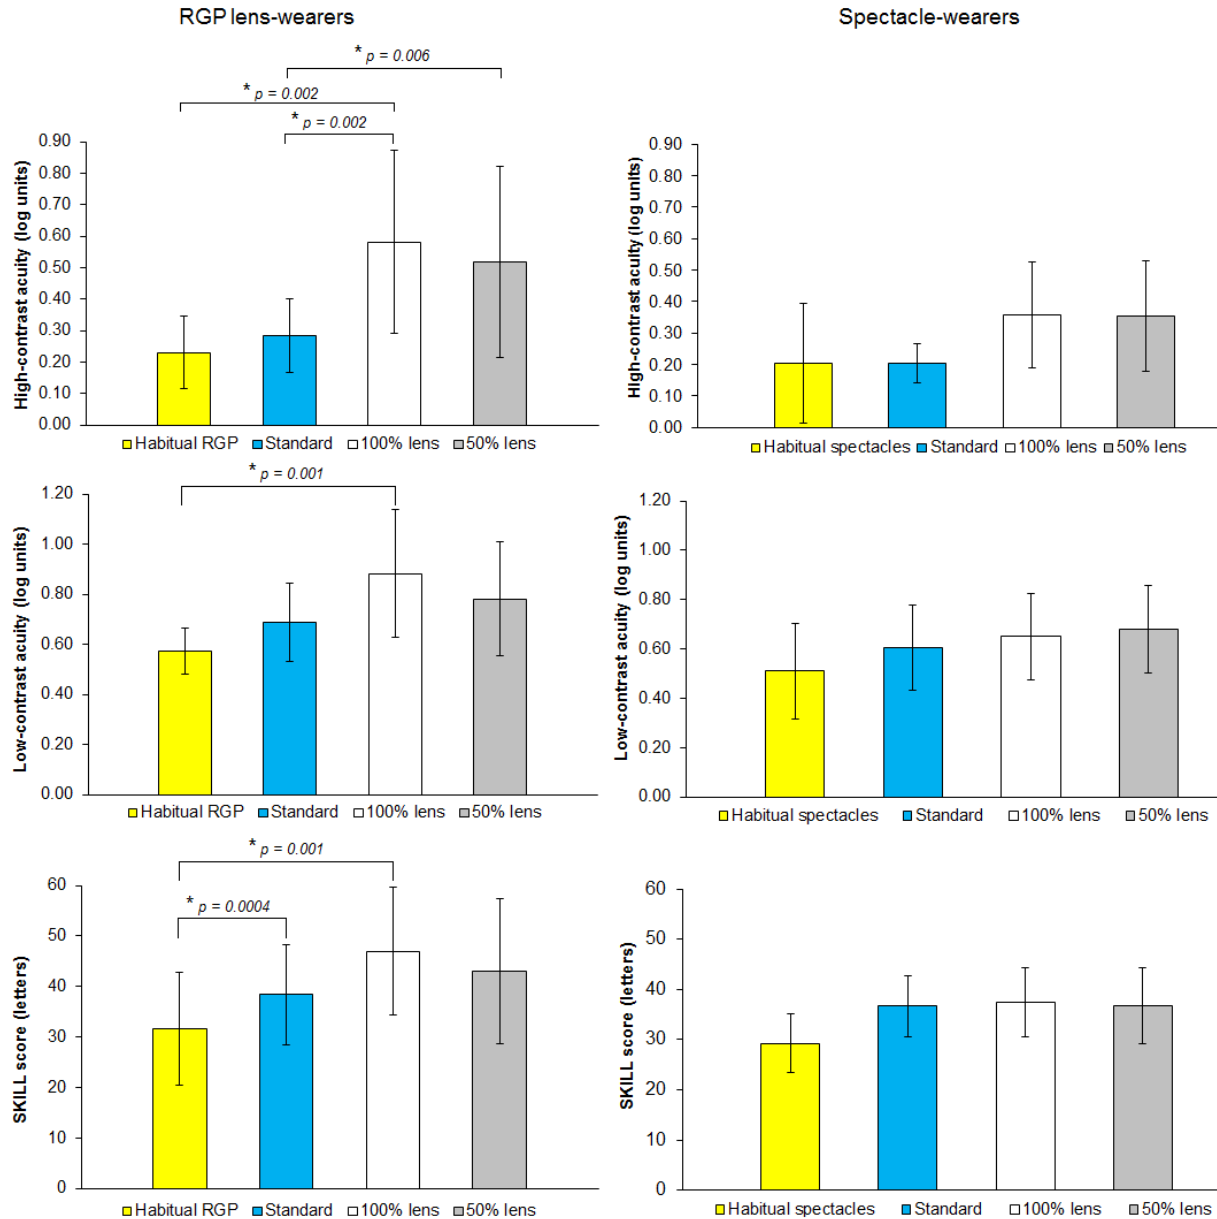 RGP lens-wearers
* p = 0.006
* p = 0.002
* p = 0.002
High-contrast acuity (log units)
0.90
0.80
0.70
0.60
0.50
0.40
0.30
0.20
0.10
0.00
Habitual RGP Standard 100% lens 50% lens
Spectacle-wearers
High-contrast acuity (log units)
0.90
0.80
0.70
0.60
0.50
0.40
0.30
0.20
0.10
0.00
Habitual spectacles Standard 100% lens 50% lens
* p = 0.001
Low-contrast acuity (log units)
1.20
1.00
0.80
0.60
0.40
0.20
0.00
Habitual RGP Standard 100% lens 50% lens
Low-contrast acuity (log units)
1.20
1.00
0.80
0.60
0.40
0.20
0.00
Habitual spectacles Standard 100% lens 50% lens
* p = 0.001
* p = 0.0004
SKILL score (letters)
60
50
40
30
20
10
0
Habitual RGP Standard 100% lens 50% lens
SKILL score (letters)
60
50
40
30
20
10
0
Habitual spectacles Standard 100% lens 50% lens